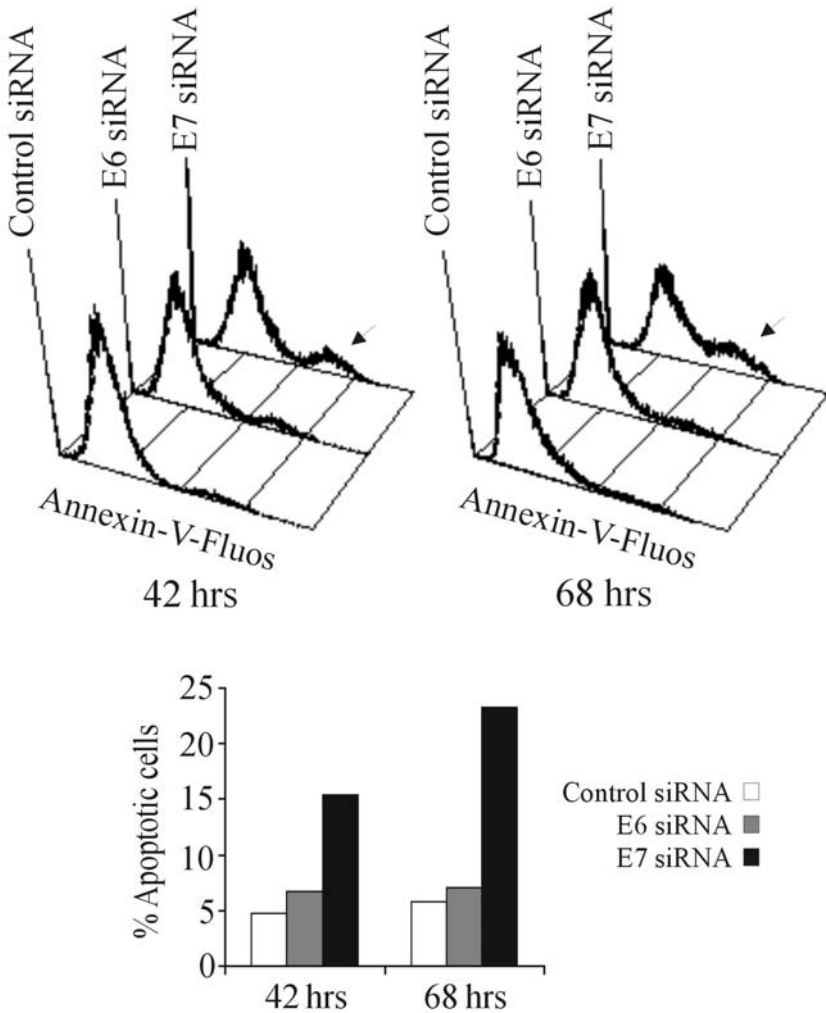 Control siRNA
E6 siRNA
E7 siRNA
Annexin-V-Fluos
42 hrs
Control siRNA
E6 siRNA
E7 siRNA
Annexin-V-Fluos
68 hrs
% Apoptotic cells
25
20
15
10
5
0
42 hrs
68 hrs
Control siRNA
E6 siRNA
E7 siRNA